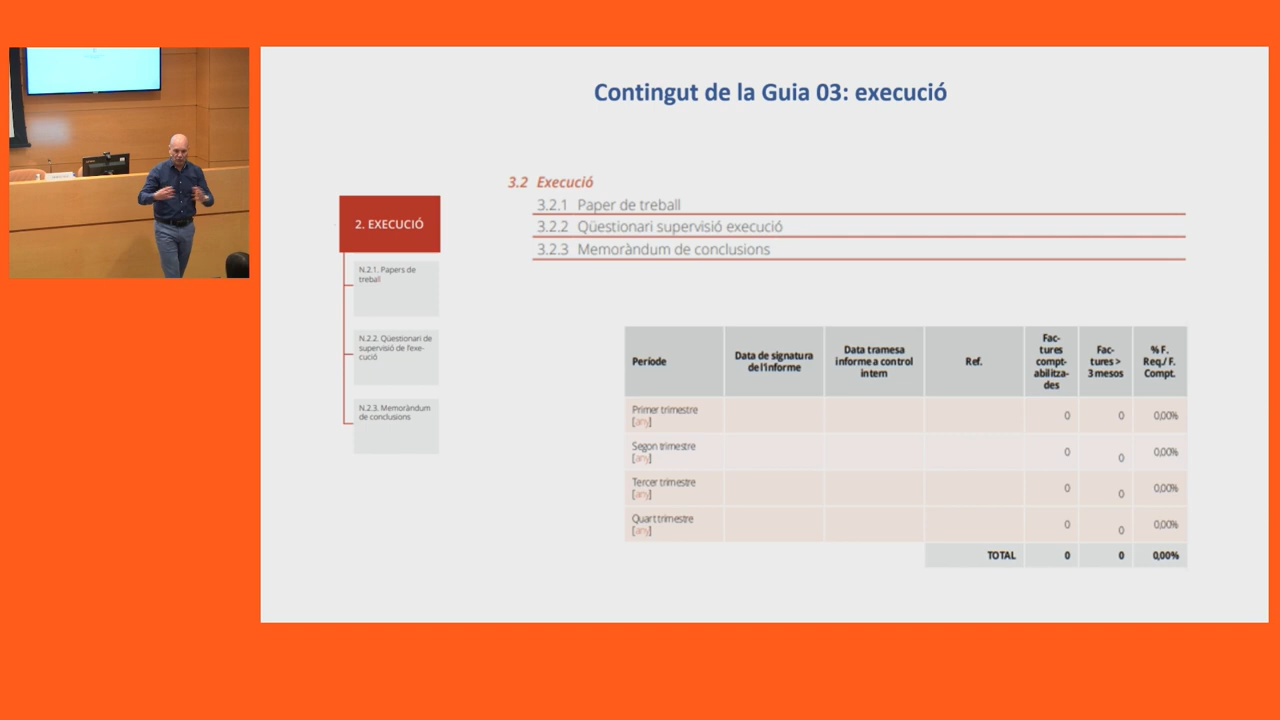 Contingut de la Guia 03: execució
3.2 Execució
3.2.1 Paper de treball
3.2.2 Qüestionari supervisió execució
3.2.3 Memoràndum de conclusions
2. EXECUCIÓ
N.2.1. Papers de
treball
N.2.2. Qüestionari de
supervisió de l'exe-
cució
N.2.3. Memoràndum
de conclusions
Període
Data de signatura
de l'informe
Data tramesa
informe a control
intern
Ref.
Fac-
tures
compt-
abilitza-
des
Fac-
tures >
3 mesos
% F.
Req./ F.
Compt.
Primer trimestre
[any]
0
0
0,00%
Segon trimestre
[any]
0
0
0,00%
Tercer trimestre
[any]
0
0
0,00%
Quart trimestre
[any]
0
0
0,00%
TOTAL
0
0
0,00%